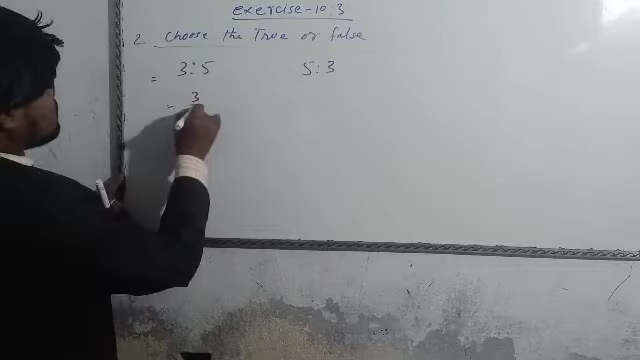 exercise-10.3
2. Choose the True or false
= 3:5 5:3
= 3